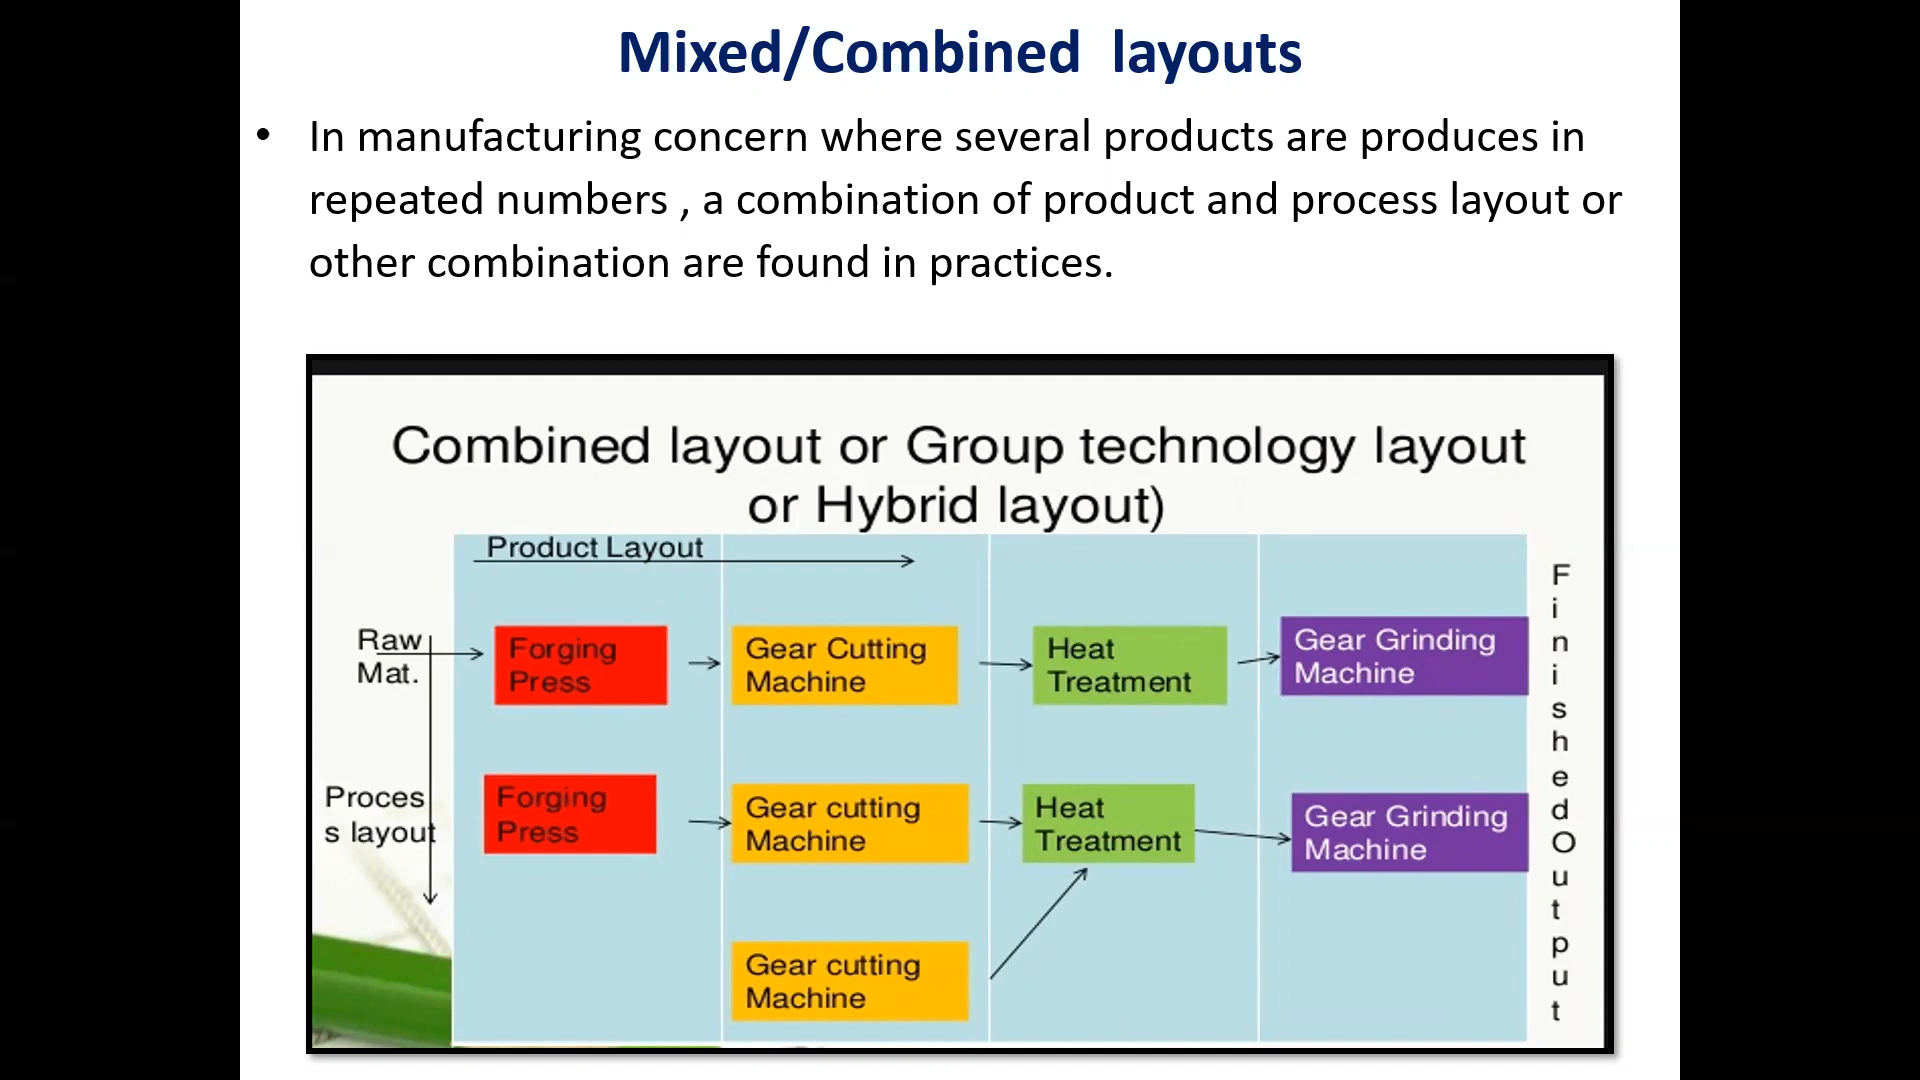 Mixed/Combined layouts
• In manufacturing concern where several products are produces in
repeated numbers , a combination of product and process layout or
other combination are found in practices.
Combined layout or Group technology layout
or Hybrid layout)
Product Layout
Raw
Mat.
Forging
Press
Gear Cutting
Machine
Heat
Treatment
Gear Grinding
Machine
Proces
s layout
Forging
Press
Gear cutting
Machine
Heat
Treatment
Gear Grinding
Machine
Gear cutting
Machine
F
i
n
i
s
h
e
d
O
u
t
p
u
t